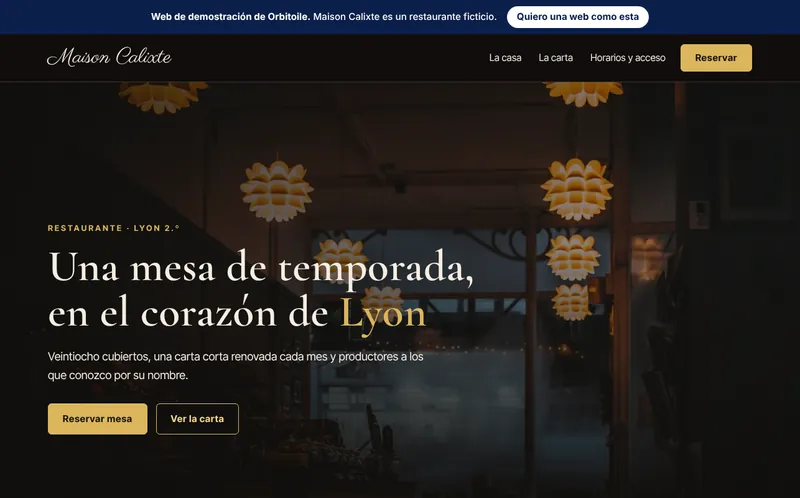 Web de demostración de Orbitoile. Maison Calixte es un restaurante ficticio. Quiero una web como esta
Maison Calixte La casa La carta Horarios y acceso Reservar
RESTAURANTE · LYON 2.º
Una mesa de temporada,
en el corazón de Lyon
Veintiocho cubiertos, una carta corta renovada cada mes y productores a los
que conozco por su nombre.
Reservar mesa Ver la carta